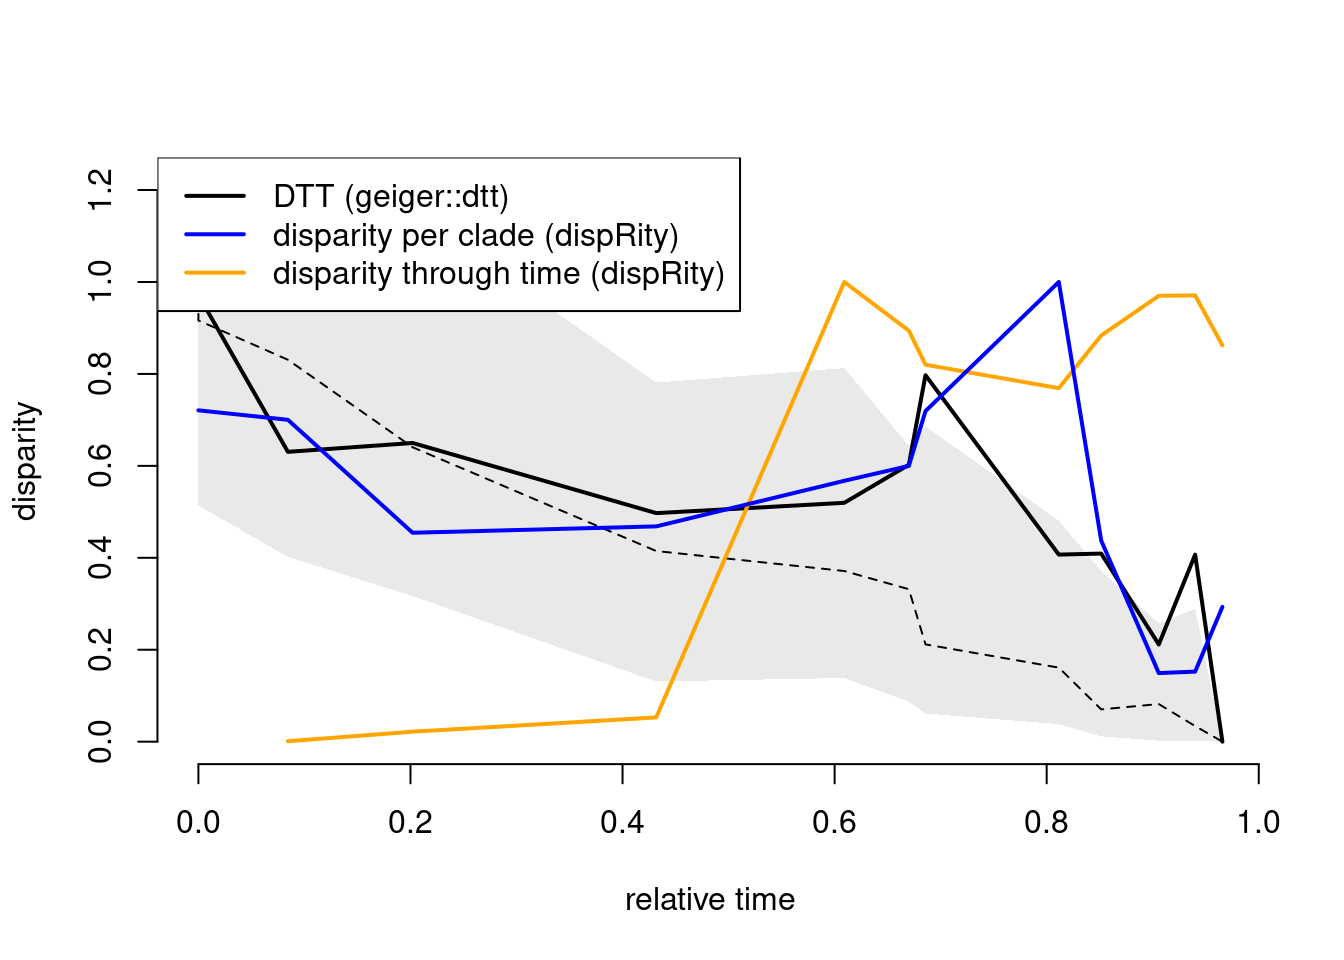 DTT (geiger::dtt)
disparity per clade (dispRity)
disparity through time (dispRity)
disparity
1.2
1.0
0.8
0.6
0.4
0.2
0.0
0.0 0.2 0.4 0.6 0.8 1.0
relative time